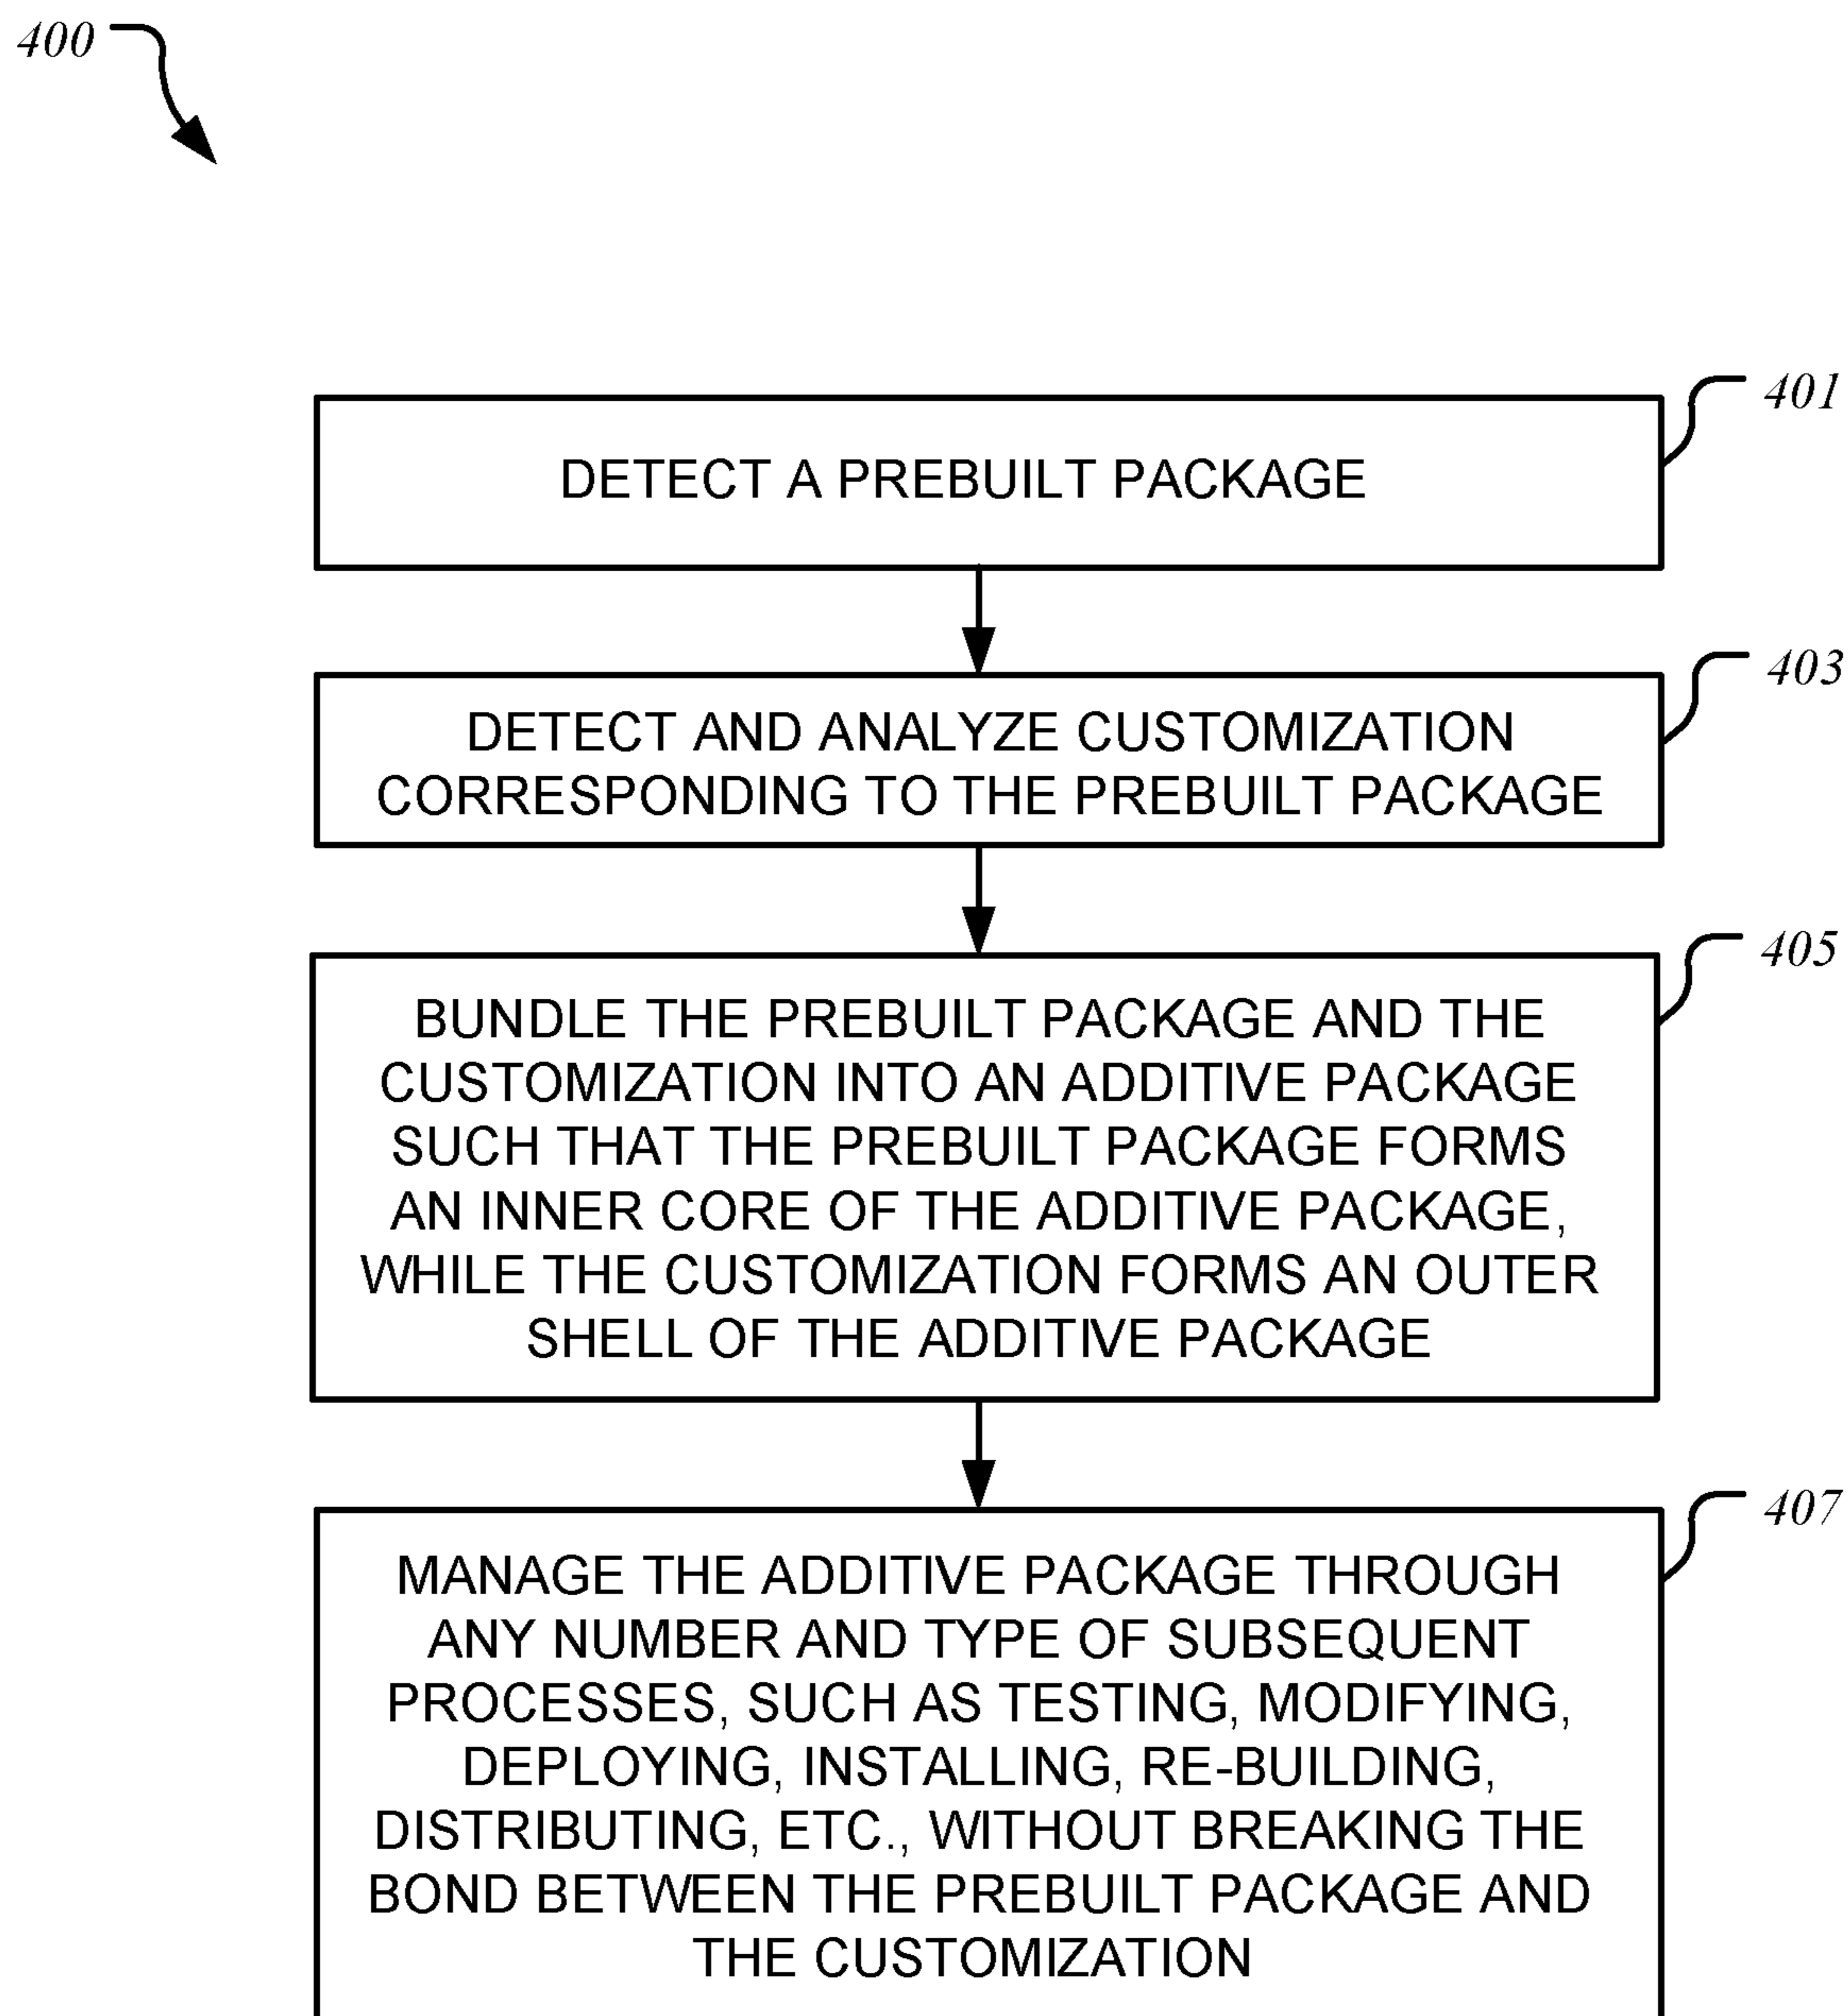 400
401
DETECT A PREBUILT PACKAGE
403
DETECT AND ANALYZE CUSTOMIZATION
CORRESPONDING TO THE PREBUILT PACKAGE
405
BUNDLE THE PREBUILT PACKAGE AND THE
CUSTOMIZATION INTO AN ADDITIVE PACKAGE
SUCH THAT THE PREBUILT PACKAGE FORMS
AN INNER CORE OF THE ADDITIVE PACKAGE,
WHILE THE CUSTOMIZATION FORMS AN OUTER
SHELL OF THE ADDITIVE PACKAGE
407
MANAGE THE ADDITIVE PACKAGE THROUGH
ANY NUMBER AND TYPE OF SUBSEQUENT
PROCESSES, SUCH AS TESTING, MODIFYING,
DEPLOYING, INSTALLING, RE-BUILDING,
DISTRIBUTING, ETC., WITHOUT BREAKING THE
BOND BETWEEN THE PREBUILT PACKAGE AND
THE CUSTOMIZATION